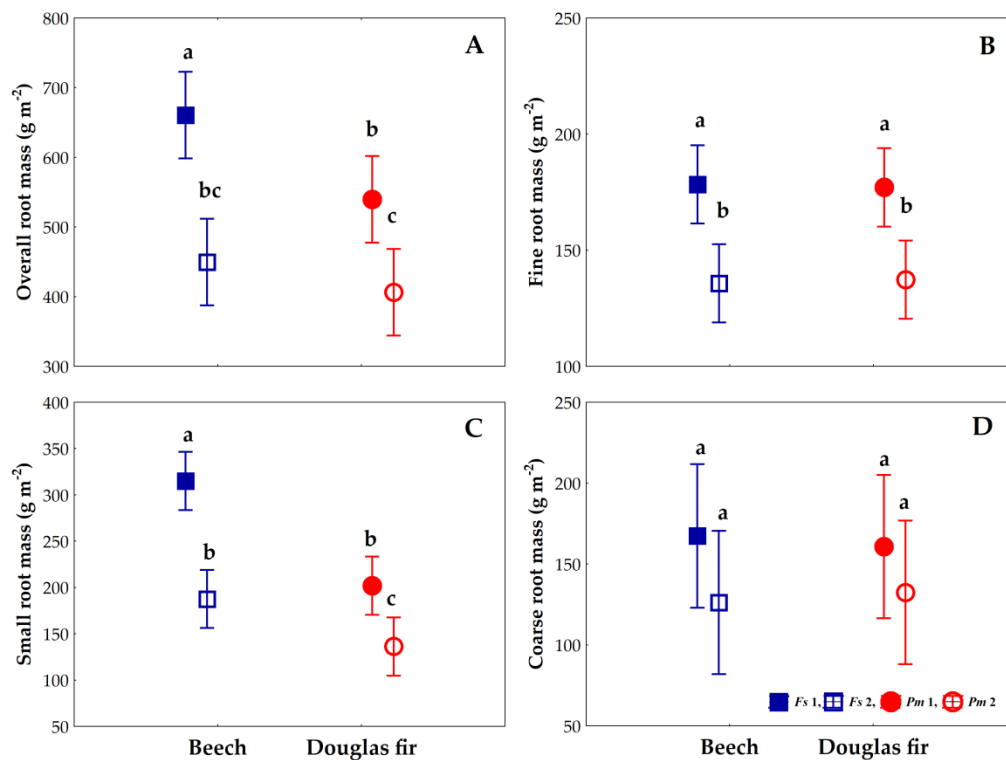 A
Overall root mass (g m-2)
800
700
600
500
400
300
a
bc
b
c
B
Fine root mass (g m-2)
250
200
150
100
a
b
a
b
C
Small root mass (g m-2)
400
350
300
250
200
150
100
50
a
b
b
c
Beech Douglas fir
D
Coarse root mass (g m-2)
250
200
150
100
50
a
a
a
a
Fs 1, Fs 2, Pm 1, Pm 2
Beech Douglas fir